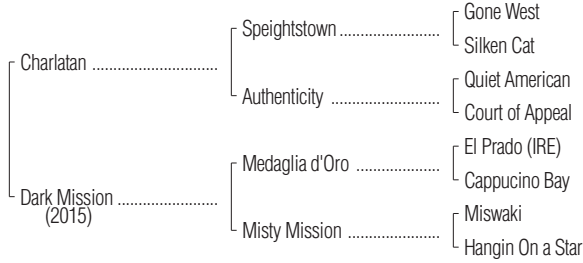 Gone West
Speightstown
Silken Cat
Charlatan
Quiet American
Authenticity
Court of Appeal
El Prado (IRE)
Medaglia d'Oro
Cappucino Bay
Dark Mission
(2015)
Miswaki
Misty Mission
Hangin On a Star